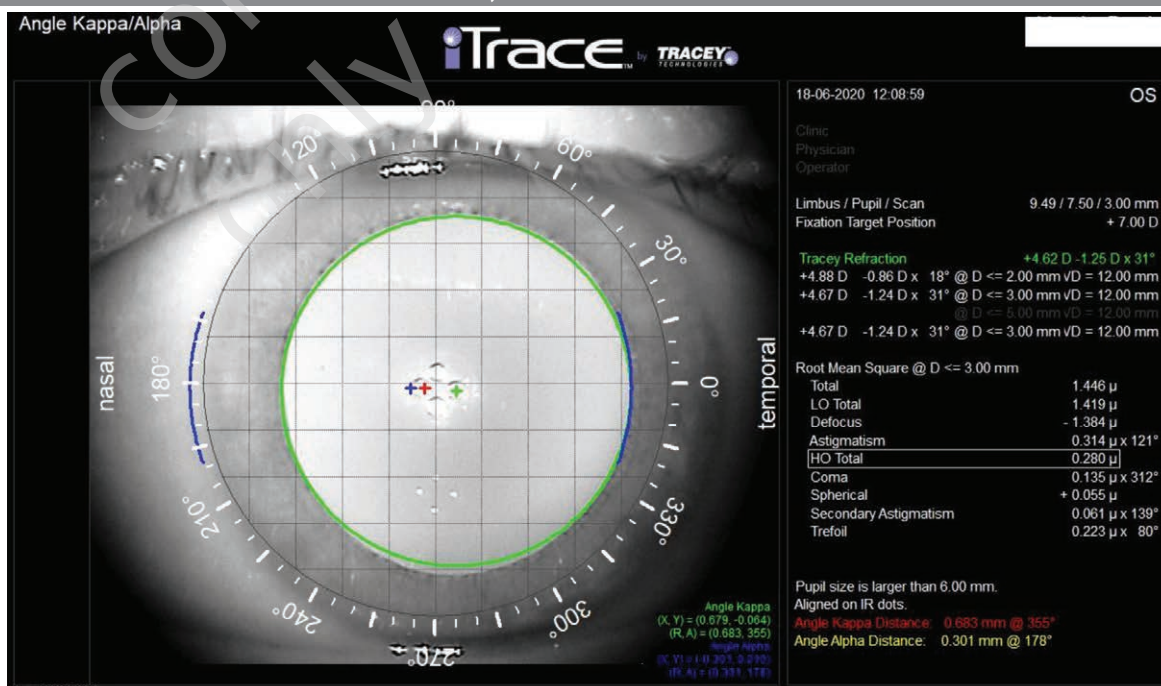 Angle Kappa/Alpha
iTrace™ by TRACEY TECHNOLOGIES
18-06-2020 12:08:59 OS
Clinic
Physician
Operator
Limbus / Pupil / Scan 9.49 / 7.50 / 3.00 mm
Fixation Target Position + 7.00 D
Tracey Refraction +4.62 D -1.25 D x 31°
+4.88 D -0.86 D x 18° @ D <= 2.00 mm VD = 12.00 mm
+4.67 D -1.24 D x 31° @ D <= 3.00 mm VD = 12.00 mm
@ D <= 5.00 mm VD = 12.00 mm
+4.67 D -1.24 D x 31° @ D <= 3.00 mm VD = 12.00 mm
Root Mean Square @ D <= 3.00 mm
Total 1.446 µ
LO Total 1.419 µ
Defocus - 1.384 µ
Astigmatism 0.314 µ x 121°
HO Total 0.280 µ
Coma 0.135 µ x 312°
Spherical + 0.055 µ
Secondary Astigmatism 0.061 µ x 139°
Trefoil 0.223 µ x 80°
Pupil size is larger than 6.00 mm.
Aligned on IR dots.
Angle Kappa Distance: 0.683 mm @ 355°
Angle Alpha Distance: 0.301 mm @ 178°
90°
120°
60°
30°
nasal
180°
0°
temporal
210°
330°
240°
300°
270°
Angle Kappa
(X, Y) = (0.679, -0.064)
(R, A) = (0.683, 355)
Angle Alpha
only